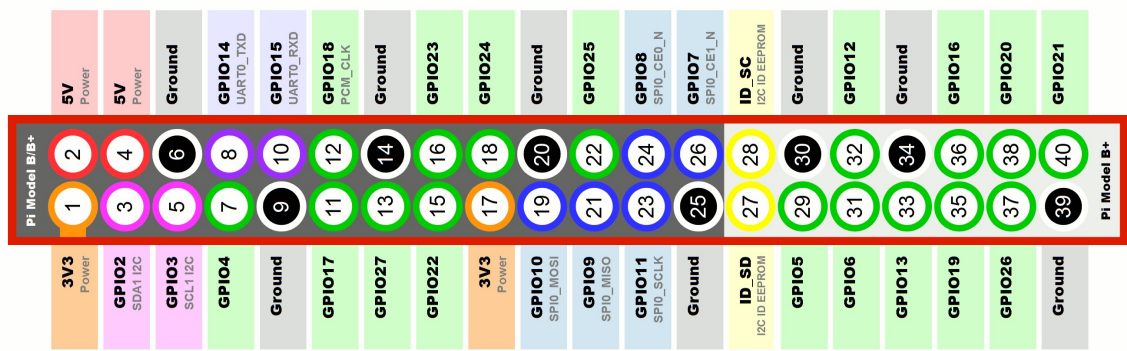 5V
Power
5V
Power
Ground
GPIO14
UART0_TXD
GPIO15
UART0_RXD
GPIO18
PCM_CLK
Ground
GPIO23
GPIO24
Ground
GPIO25
GPIO8
SPI0_CE0_N
GPIO7
SPI0_CE1_N
ID_SC
I2C ID EEPROM
Ground
GPIO12
Ground
GPIO16
GPIO20
GPIO21
Pi Model B/B+
2 4 6 8 10 12 14 16 18 20 22 24 26 28 30 32 34 36 38 40
1 3 5 7 9 11 13 15 17 19 21 23 25 27 29 31 33 35 37 39
Pi Model B+
3V3
Power
GPIO2
SDA1 I2C
GPIO3
SCL1 I2C
GPIO4
Ground
GPIO17
GPIO27
GPIO22
3V3
Power
GPIO10
SPI0_MOSI
GPIO9
SPI0_MISO
GPIO11
SPI0_SCLK
Ground
ID_SD
I2C ID EEPROM
GPIO5
GPIO6
GPIO13
GPIO19
GPIO26
Ground